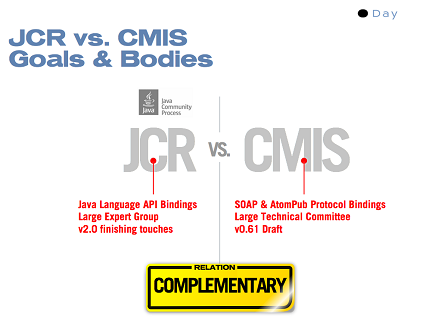 Day
JCR vs. CMIS
Goals & Bodies
Java
Java
Community
Process
JCR vs. CMIS
Java Language API Bindings
Large Expert Group
v2.0 finishing touches
SOAP & AtomPub Protocol Bindings
Large Technical Committee
v0.61 Draft
RELATION
COMPLEMENTARY